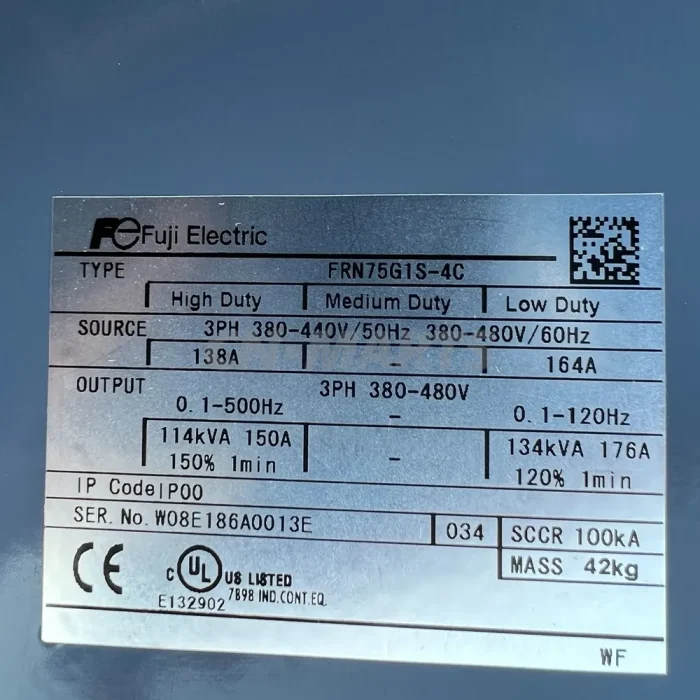 Fe Fuji Electric
TYPE FRN75G1S-4C
High Duty Medium Duty Low Duty
SOURCE 3PH 380-440V/50Hz 380-480V/60Hz
138A - 164A
OUTPUT 3PH 380-480V
0.1-500Hz - 0.1-120Hz
114kVA 150A - 134kVA 176A
150% 1min 120% 1min
IP Code IP00
SER. No. W08E186A0013E 034 SCCR 100kA
MASS 42kg
CE c UL US LISTED
E132902 7B98 IND.CONT.EQ.
WF